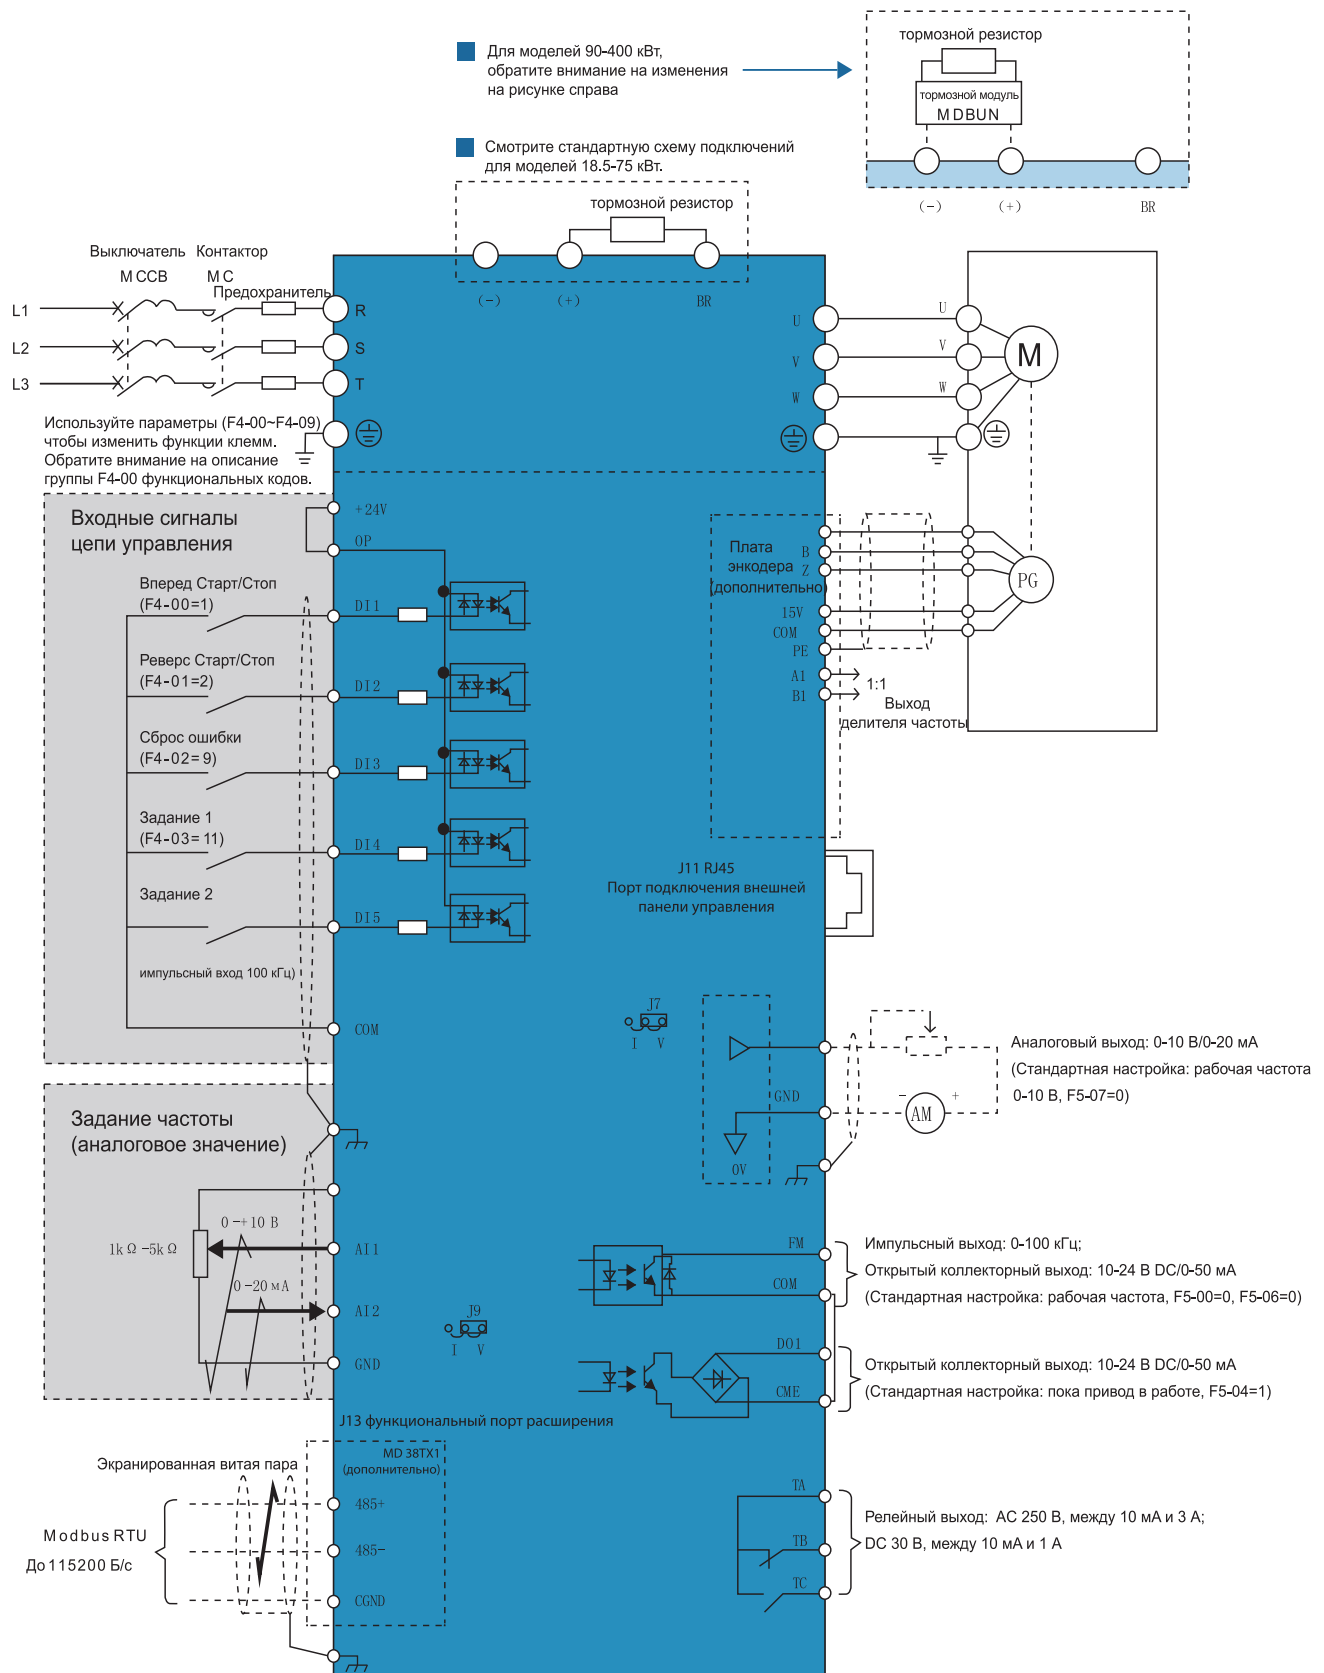 Для моделей 90-400 кВт,
обратите внимание на изменения
на рисунке справа
тормозной резистор
тормозной модуль
MDBUN
(-)
(+)
BR
Смотрите стандартную схему подключений
для моделей 18.5-75 кВт.
тормозной резистор
(-)
(+)
BR
Выключатель
Контактор
MCCB
MC
Предохранитель
L1
R
L2
S
L3
T
U
V
W
U
V
W
M
Используйте параметры (F4-00~F4-09)
чтобы изменить функции клемм.
Обратите внимание на описание
группы F4-00 функциональных кодов.
Входные сигналы
цепи управления
+24V
OP
Вперед Старт/Стоп
(F4-00=1)
DI1
Реверс Старт/Стоп
(F4-01=2)
DI2
Сброс ошибки
(F4-02=9)
DI3
Задание 1
(F4-03=11)
DI4
Задание 2
DI5
импульсный вход 100 кГц)
COM
Плата
энкодера
(дополнительно)
B
Z
15V
COM
PE
A1
B1
PG
1:1
Выход
делителя частоты
J11 RJ45
Порт подключения внешней
панели управления
J7
I V
GND
0V
- +
AM
Аналоговый выход: 0-10 В/0-20 мА
(Стандартная настройка: рабочая частота
0-10 В, F5-07=0)
Задание частоты
(аналоговое значение)
0-+10 В
1kΩ-5kΩ
AI1
0-20 мА
AI2
GND
J9
I V
FM
COM
Импульсный выход: 0-100 кГц;
Открытый коллекторный выход: 10-24 В DC/0-50 мА
(Стандартная настройка: рабочая частота, F5-00=0, F5-06=0)
DO1
CME
Открытый коллекторный выход: 10-24 В DC/0-50 мА
(Стандартная настройка: пока привод в работе, F5-04=1)
J13 функциональный порт расширения
MD 38TX1
(дополнительно)
Экранированная витая пара
485+
485-
CGND
Modbus RTU
До 115200 Б/с
TA
TB
TC
Релейный выход: AC 250 В, между 10 мА и 3 А;
DC 30 В, между 10 мА и 1 А